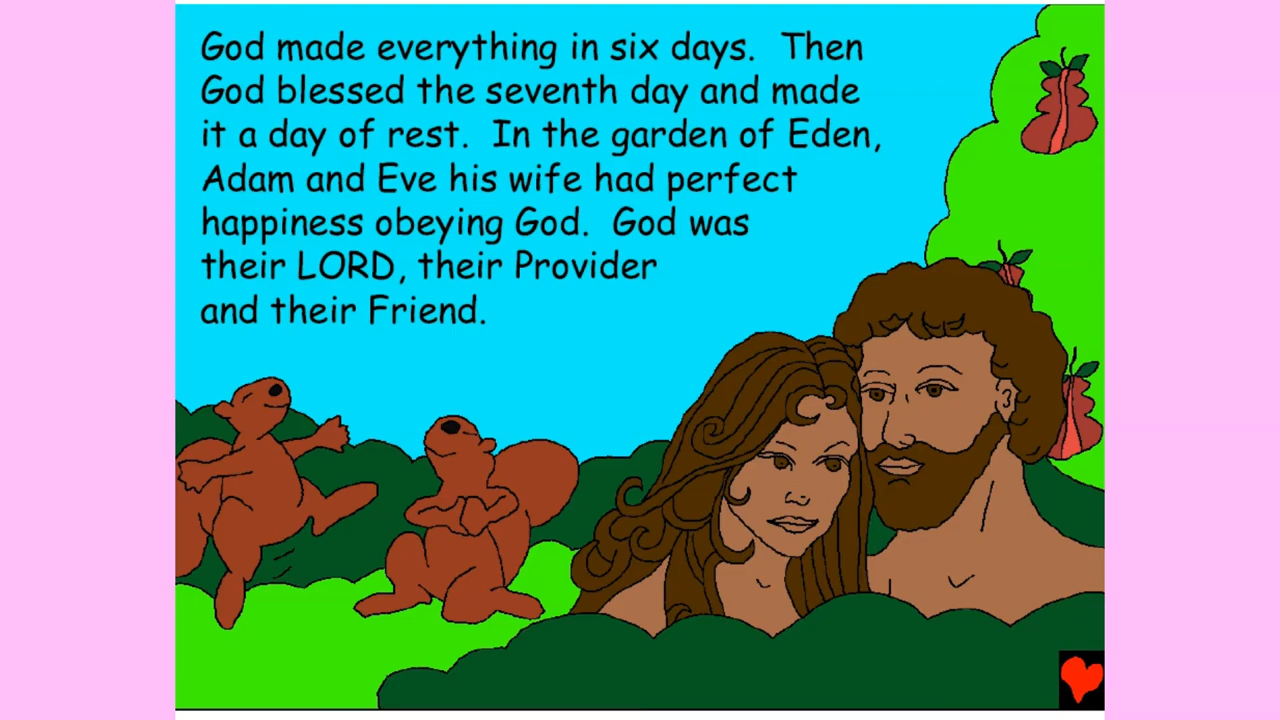 God made everything in six days. Then
God blessed the seventh day and made
it a day of rest. In the garden of Eden,
Adam and Eve his wife had perfect
happiness obeying God. God was
their LORD, their Provider
and their Friend.